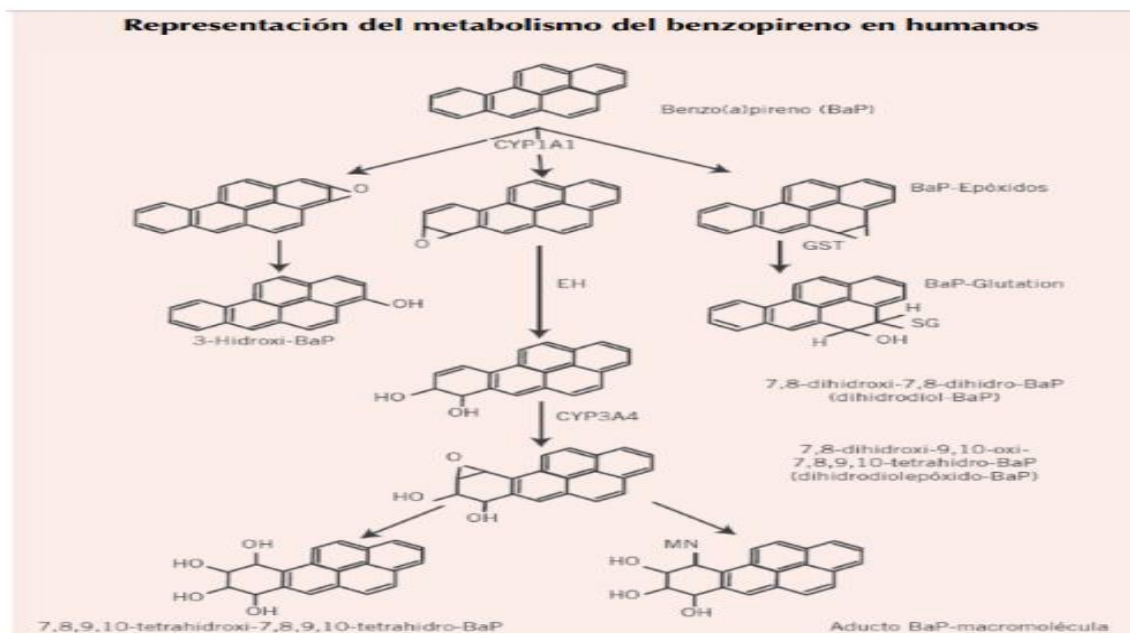 Representación del metabolismo del benzopireno en humanos
Benzo(a)pireno (BaP)
CYP1A1
O
BaP-Epóxidos
O
GST
EH
BaP-Glutation
OH
H
SG
3-Hidroxi-BaP
H
OH
HO
OH
7,8-dihidroxi-7,8-dihidro-BaP
(dihidrodiol-BaP)
CYP3A4
O
7,8-dihidroxi-9,10-oxi-
7,8,9,10-tetrahidro-BaP
(dihidrodiolepóxido-BaP)
HO
OH
OH
HO
HO
OH
MN
HO
HO
OH
7,8,9,10-tetrahidroxi-7,8,9,10-tetrahidro-BaP
Aducto BaP-macromolécula